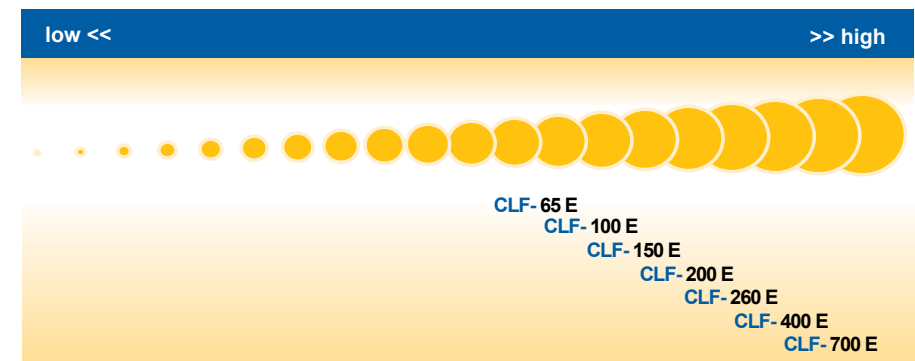 low << >> high
CLF- 65 E
CLF- 100 E
CLF- 150 E
CLF- 200 E
CLF- 260 E
CLF- 400 E
CLF- 700 E